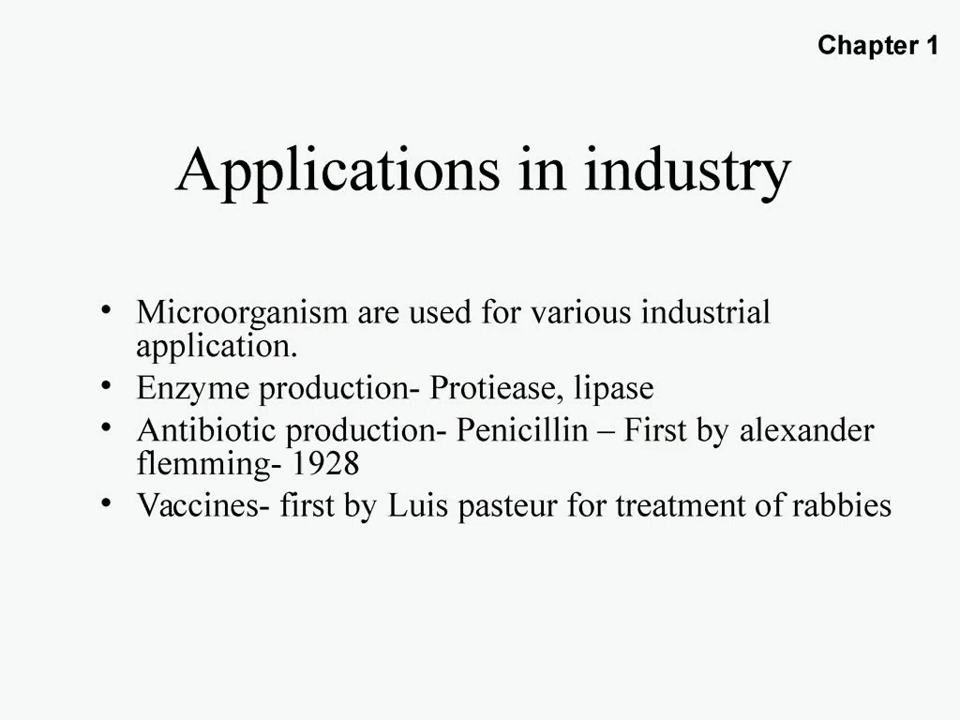 Chapter 1
Applications in industry
• Microorganism are used for various industrial
application.
• Enzyme production- Protiease, lipase
• Antibiotic production- Penicillin – First by alexander
flemming- 1928
• Vaccines- first by Luis pasteur for treatment of rabbies